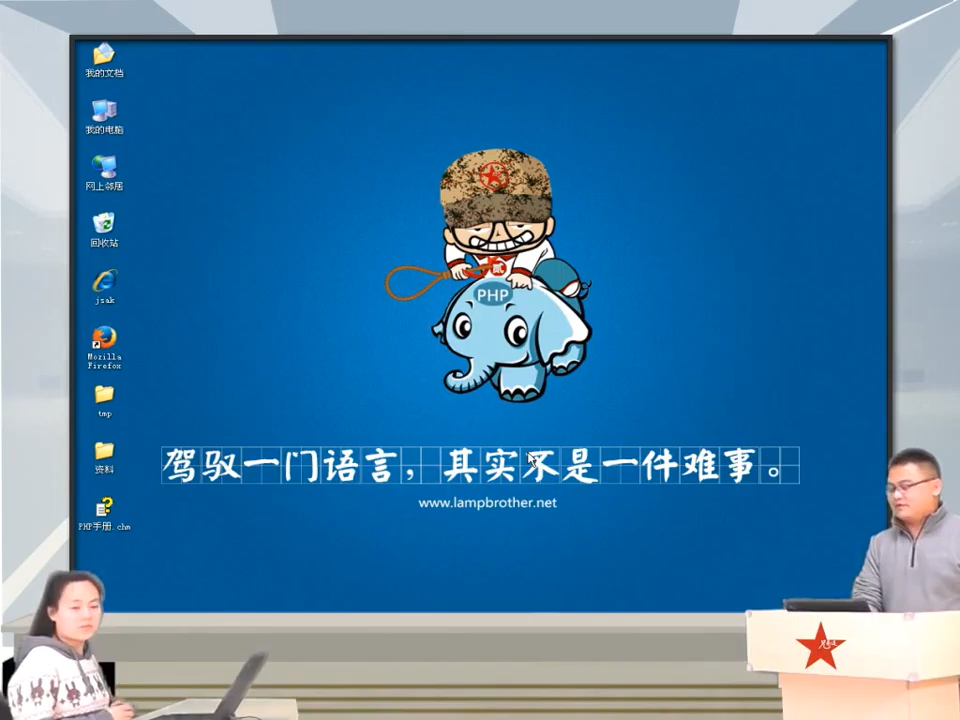 我的文档
我的电脑
网上邻居
回收站
jsak
Mozilla
Firefox
tmp
资料
PHP手册.chm
贰
PHP
驾驭一门语言，其实不是一件难事。
www.lampbrother.net